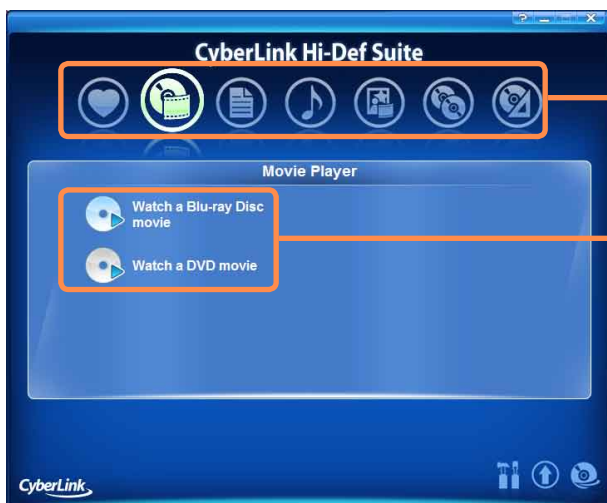 CyberLink Hi-Def Suite
Movie Player
Watch a Blu-ray Disc
movie
Watch a DVD movie
CyberLink